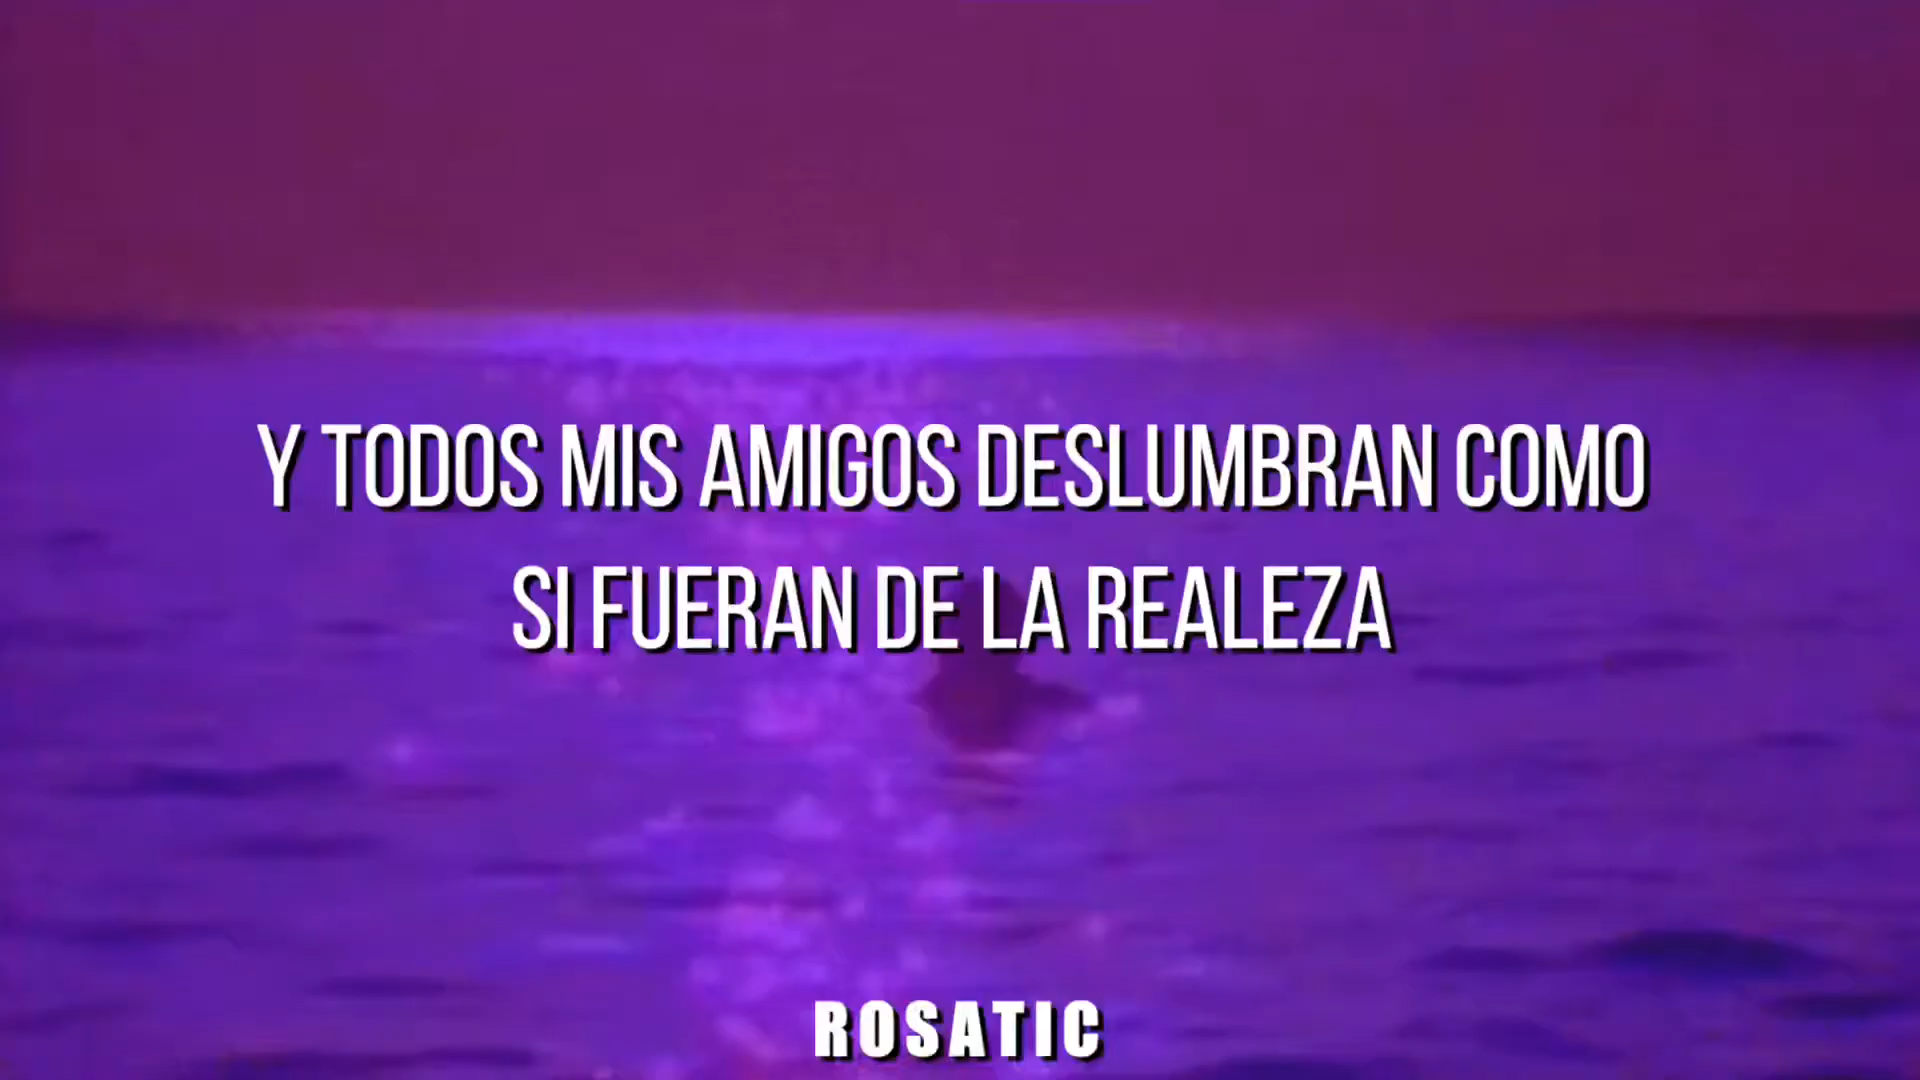 Y TODOS MIS AMIGOS DESLUMBRAN COMO
SI FUERAN DE LA REALEZA
ROSATIC